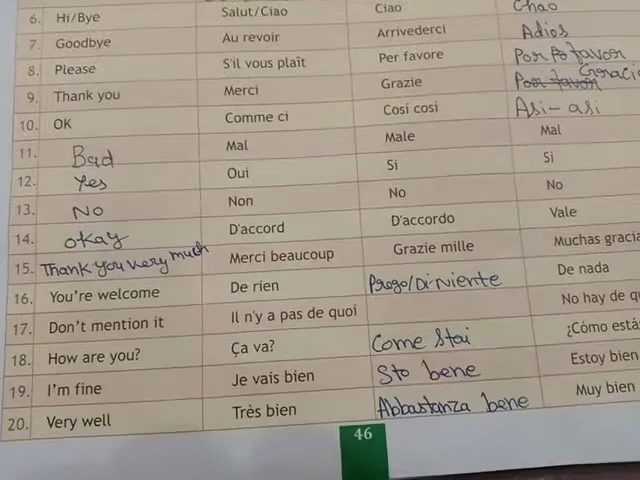 6. Hi/Bye Salut/Ciao Ciao Chao
7. Goodbye Au revoir Arrivederci Adios
8. Please S'il vous plaît Per favore Por favor
9. Thank you Merci Grazie
10. OK Comme ci Così così Asi-asi
11. Bad Mal Male Mal
12. Yes Oui Si Si
13. NO Non No No
14. okay D'accord D'accordo Vale
15. Thank you very much Merci beaucoup Grazie mille Muchas
16. You're welcome De rien Prego/Di niente De nada
17. Don't mention it Il n'y a pas de quoi No hay de
18. How are you? Ça va? Come stai ¿Cómo
19. I'm fine Je vais bien Sto bene Estoy bien
20. Very well Très bien Abbastanza bene Muy bien
46